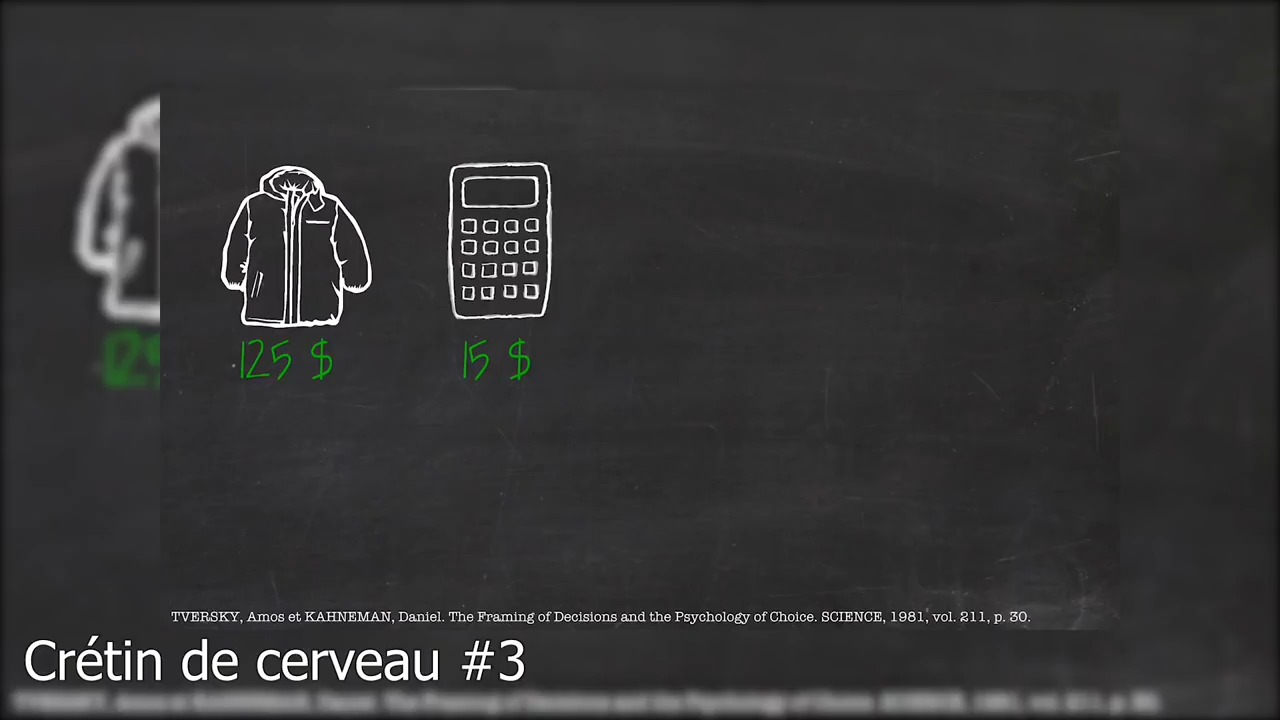 125 $ 15 $
TVERSKY, Amos et KAHNEMAN, Daniel. The Framing of Decisions and the Psychology of Choice. SCIENCE, 1981, vol. 211, p. 30.
Crétin de cerveau #3